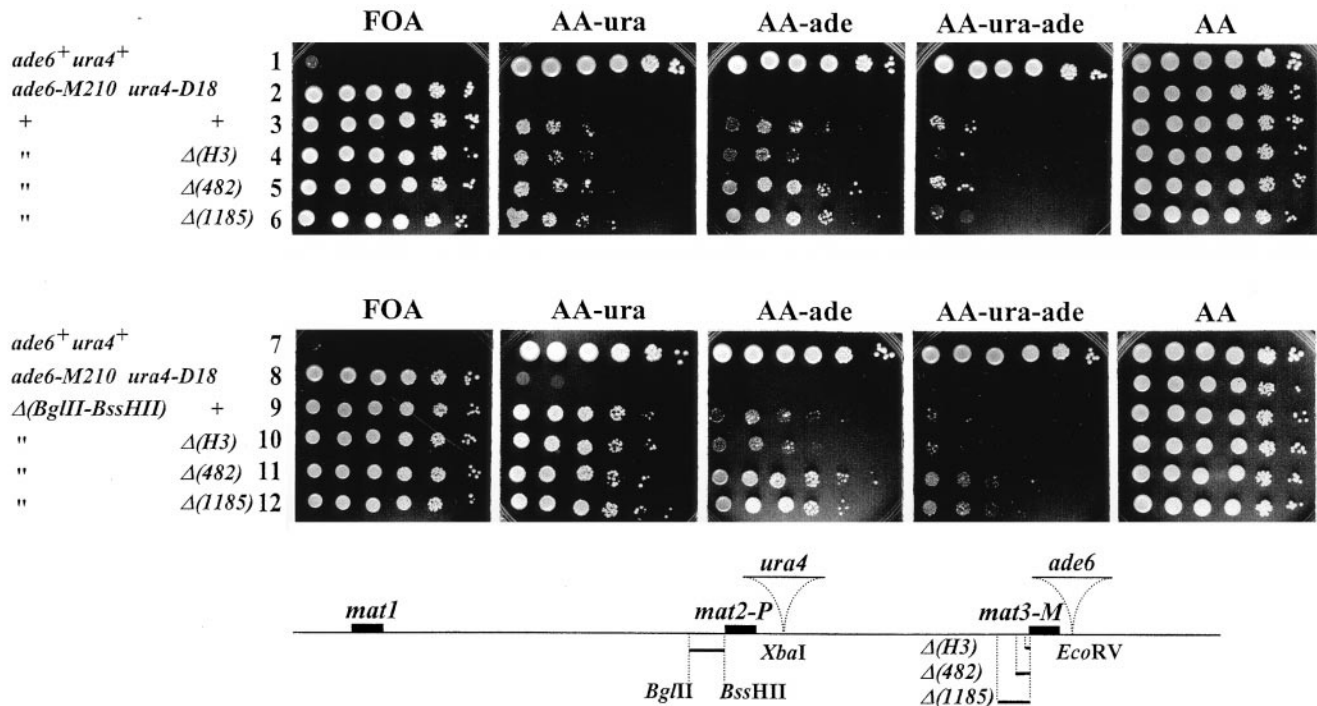 FOA AA-ura AA-ade AA-ura-ade AA
ade6+ ura4+ 1
ade6-M210 ura4-D18 2
+ + 3
" Δ(H3) 4
" Δ(482) 5
" Δ(1185) 6
FOA AA-ura AA-ade AA-ura-ade AA
ade6+ ura4+ 7
ade6-M210 ura4-D18 8
Δ(BglII-BssHII) + 9
" Δ(H3) 10
" Δ(482) 11
" Δ(1185) 12
ura4 ade6
mat1 mat2-P mat3-M
XbaI Δ(H3) EcoRV
Δ(482)
BglII BssHII Δ(1185)